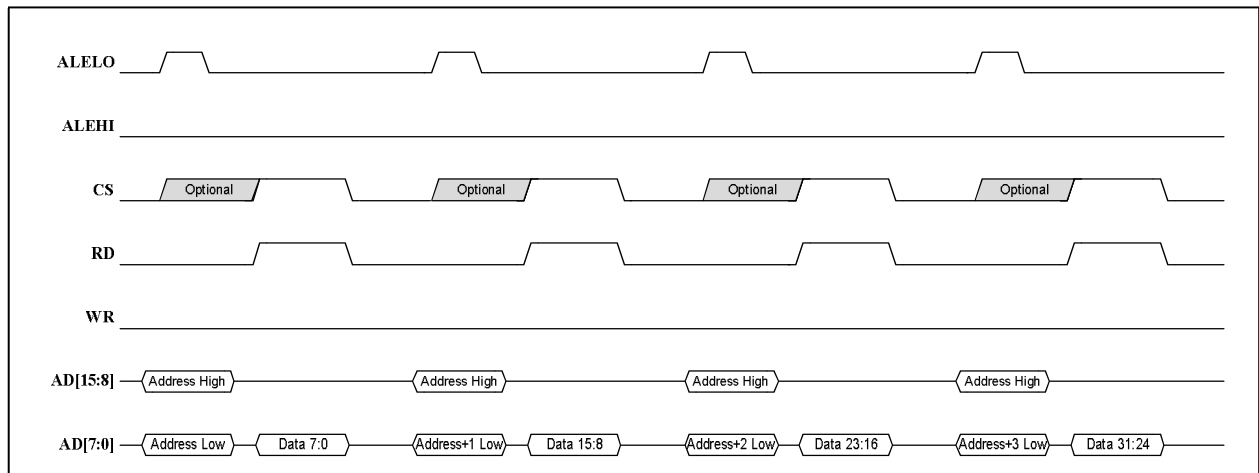 ALELO
ALEHI
CS Optional Optional Optional Optional
RD
WR
AD[15:8] Address High Address High Address High Address High
AD[7:0] Address Low Data 7:0 Address+1 Low Data 15:8 Address+2 Low Data 23:16 Address+3 Low Data 31:24